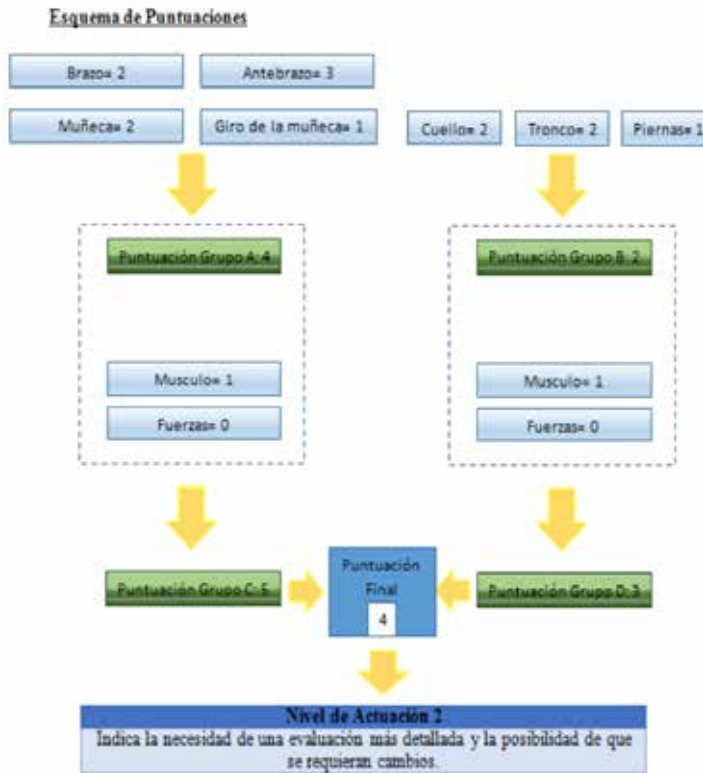 Esquema de Puntuaciones
Brazo= 2
Antebrazo= 3
Muñeca= 2
Giro de la muñeca= 1
Cuello= 2
Tronco= 2
Piernas= 1
Puntuación Grupo A: 4
Puntuación Grupo B: 2
Musculo= 1
Musculo= 1
Fuerzas= 0
Fuerzas= 0
Puntuación Grupo C: 5
Puntuación
Final
4
Puntuación Grupo D: 3
Nivel de Actuación 2
Indica la necesidad de una evaluación más detallada y la posibilidad de que
se requieran cambios.